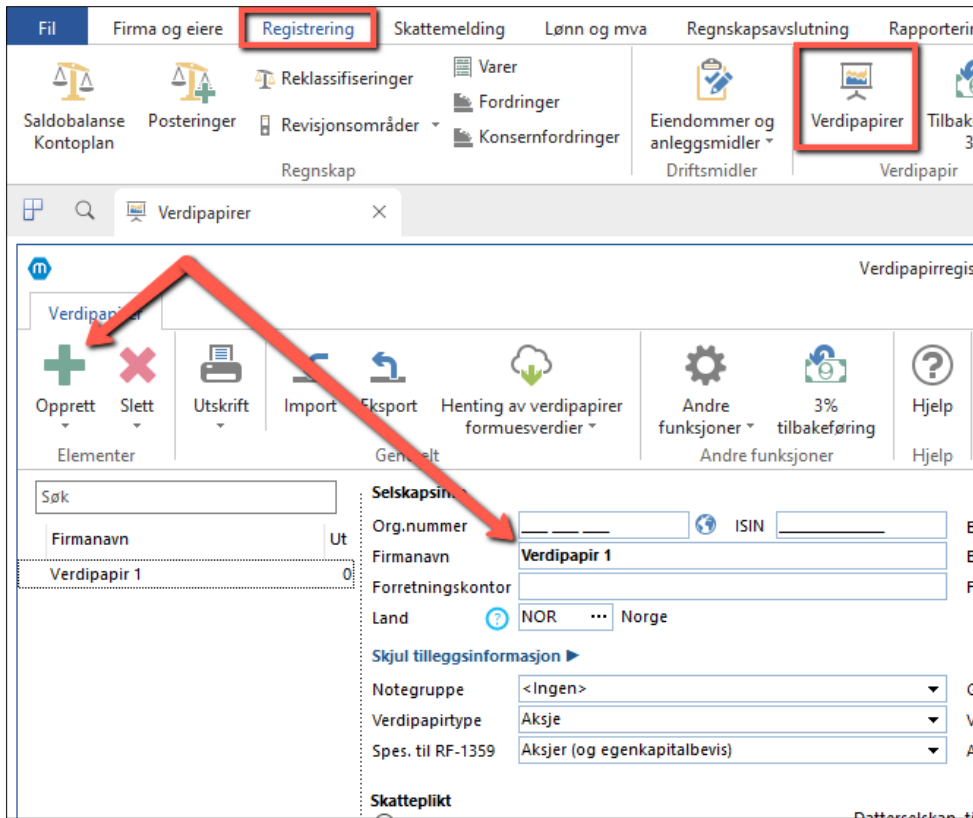 Fil Firma og eiere Registrering Skattemelding Lønn og mva Regnskapsavslutning
Saldobalanse Kontoplan
Posteringer
Reklassifiseringer
Revisjonsområder
Varer
Fordringer
Konsernfordringer
Regnskap
Eiendommer og anleggsmidler
Driftsmidler
Verdipapirer
3
Verdipapir
Verdipapirer
Opprett Slett Utskrift Import Eksport
Henting av verdipapirer formuesverdier
Andre funksjoner
3% tilbakeføring
Hjelp
Elementer Generelt Andre funksjoner Hjelp
Søk
Firmanavn Ut
Verdipapir 1 0
Org.nummer ISIN
Firmanavn Verdipapir 1
Forretningskontor
Land ? NOR ... Norge
Skjul tilleggsinformasjon
Notegruppe <Ingen>
Verdipapirtype Aksje
Spes. til RF-1359 Aksjer (og egenkapitalbevis)
Skatteplikt